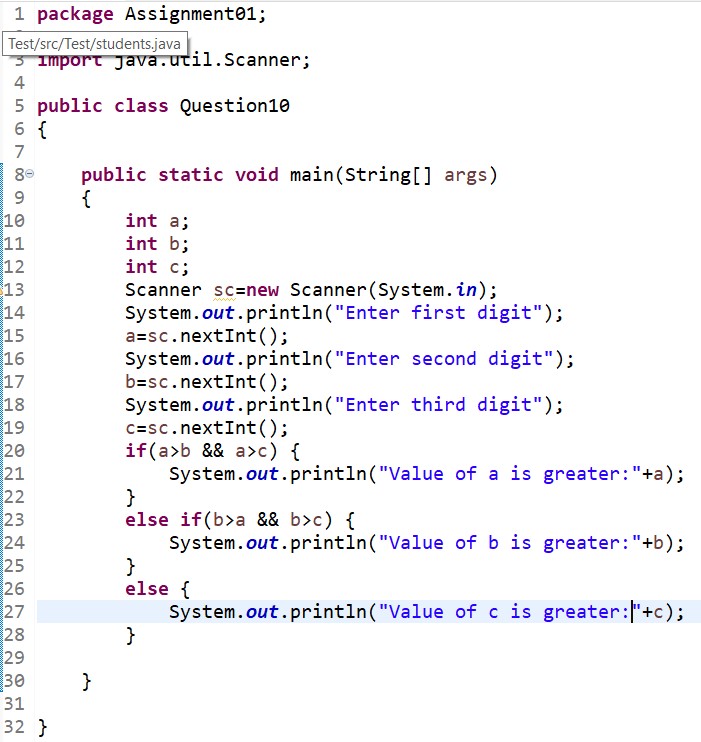 1 package Assignment01;
Test/src/Test/students.java
3 import java.util.Scanner;
4
5 public class Question10
6 {
7
8 public static void main(String[] args)
9 {
10 int a;
11 int b;
12 int c;
13 Scanner sc=new Scanner(System.in);
14 System.out.println("Enter first digit");
15 a=sc.nextInt();
16 System.out.println("Enter second digit");
17 b=sc.nextInt();
18 System.out.println("Enter third digit");
19 c=sc.nextInt();
20 if(a>b && a>c) {
21 System.out.println("Value of a is greater:"+a);
22 }
23 else if(b>a && b>c) {
24 System.out.println("Value of b is greater:"+b);
25 }
26 else {
27 System.out.println("Value of c is greater:"+c);
28 }
29
30 }
31
32 }